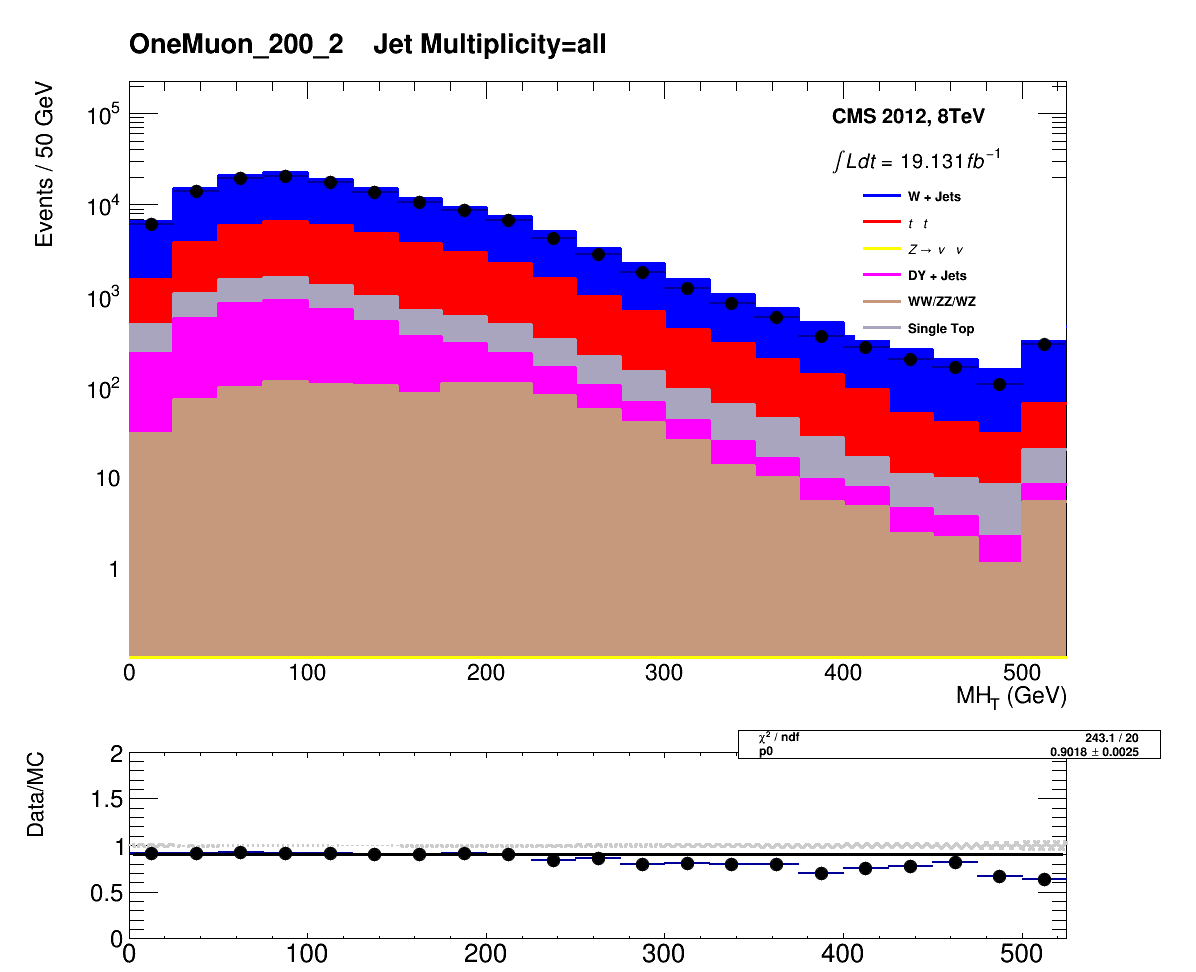 OneMuon_200_2 Jet Multiplicity=all
Events / 50 GeV
10⁵
10⁴
10³
10²
10
1
CMS 2012, 8TeV
∫Ldt = 19.131fb⁻¹
W + Jets
t t
Z → ν ν
DY + Jets
WW/ZZ/WZ
Single Top
0 100 200 300 400 500
MH_T (GeV)
χ² / ndf 243.1 / 20
p0 0.9018 ± 0.0025
Data/MC
2
1.5
1
0.5
0
0 100 200 300 400 500